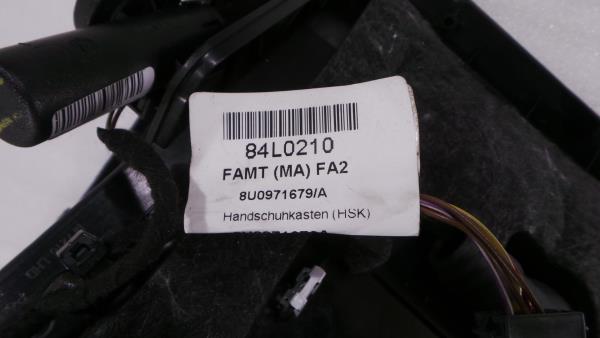 84L0210
FAMT (MA) FA2
8U0971679/A
Handschuhkasten (HSK)